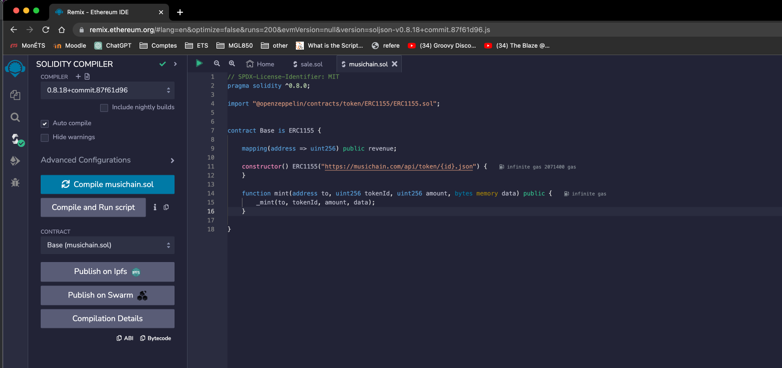 Remix - Ethereum IDE
remix.ethereum.org/#lang=en&optimize=false&runs=200&evmVersion=null&version=soljson-v0.8.18+commit.87f61d96.js
MonÉTS
Moodle
ChatGPT
Comptes
ETS
MGL850
other
What is the Script...
refere
(34) Groovy Disco...
(34) The Blaze @...
SOLIDITY COMPILER
COMPILER
0.8.18+commit.87f61d96
Include nightly builds
Auto compile
Hide warnings
Advanced Configurations
Compile musichain.sol
Compile and Run script
CONTRACT
Base (musichain.sol)
Publish on Ipfs
Publish on Swarm
Compilation Details
ABI
Bytecode
Home
sale.sol
musichain.sol
1 // SPDX-License-Identifier: MIT
2 pragma solidity ^0.8.0;
3
4 import "@openzeppelin/contracts/token/ERC1155/ERC1155.sol";
5
6
7 contract Base is ERC1155 {
8
9 mapping(address => uint256) public revenue;
10
11 constructor() ERC1155("https://musichain.com/api/token/{id}.json") { infinite gas 2071400 gas
12 }
13
14 function mint(address to, uint256 tokenId, uint256 amount, bytes memory data) public { infinite gas
15 _mint(to, tokenId, amount, data);
16 }
17
18 }